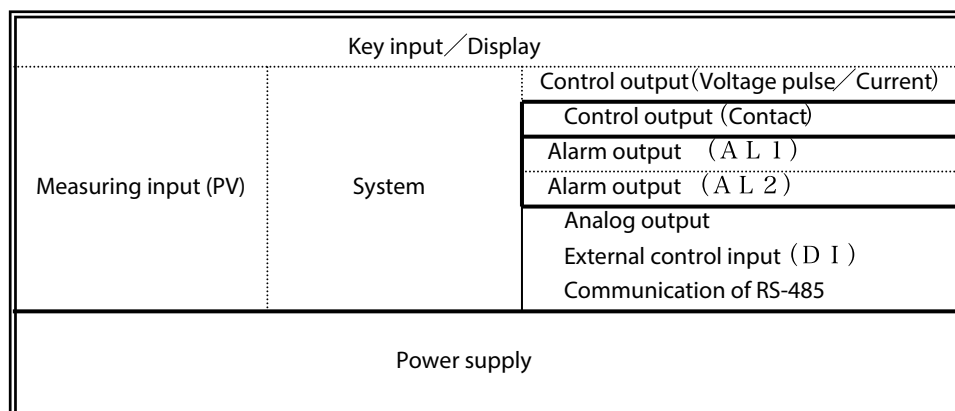 Key input／Display
Control output(Voltage pulse／Current)
Control output (Contact)
Alarm output （ＡＬ１）
Measuring input (PV)
System
Alarm output （ＡＬ２）
Analog output
External control input（ＤＩ）
Communication of RS-485
Power supply